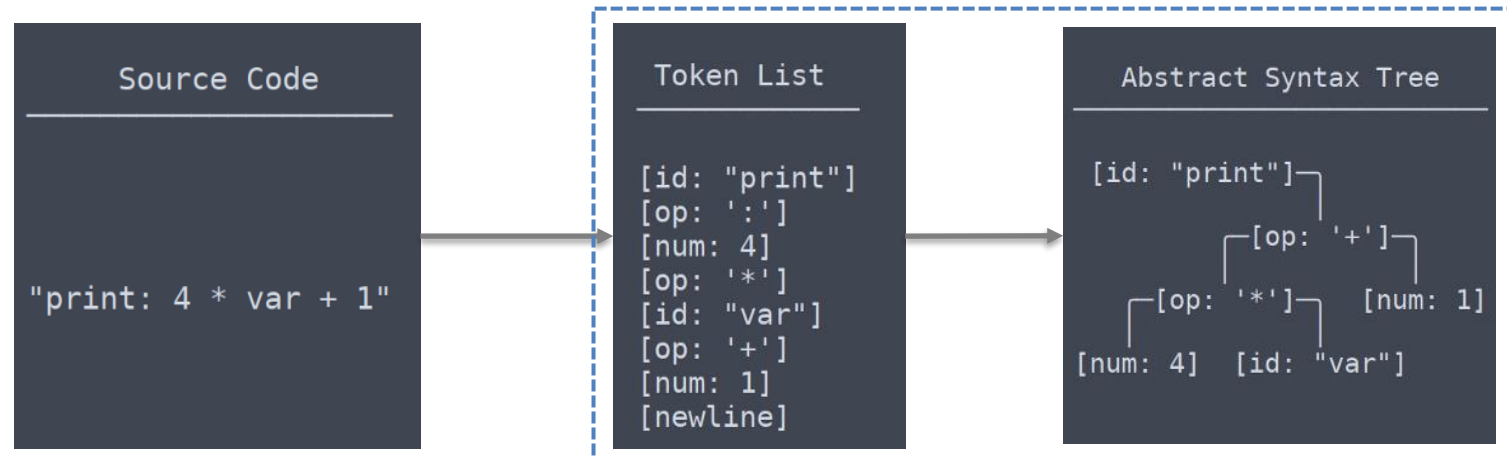 Source Code
"print: 4 * var + 1"
Token List
[id: "print"]
[op: ':']
[num: 4]
[op: '*']
[id: "var"]
[op: '+']
[num: 1]
[newline]
Abstract Syntax Tree
[id: "print"]
[op: '+']
[op: '*'] [num: 1]
[num: 4] [id: "var"]